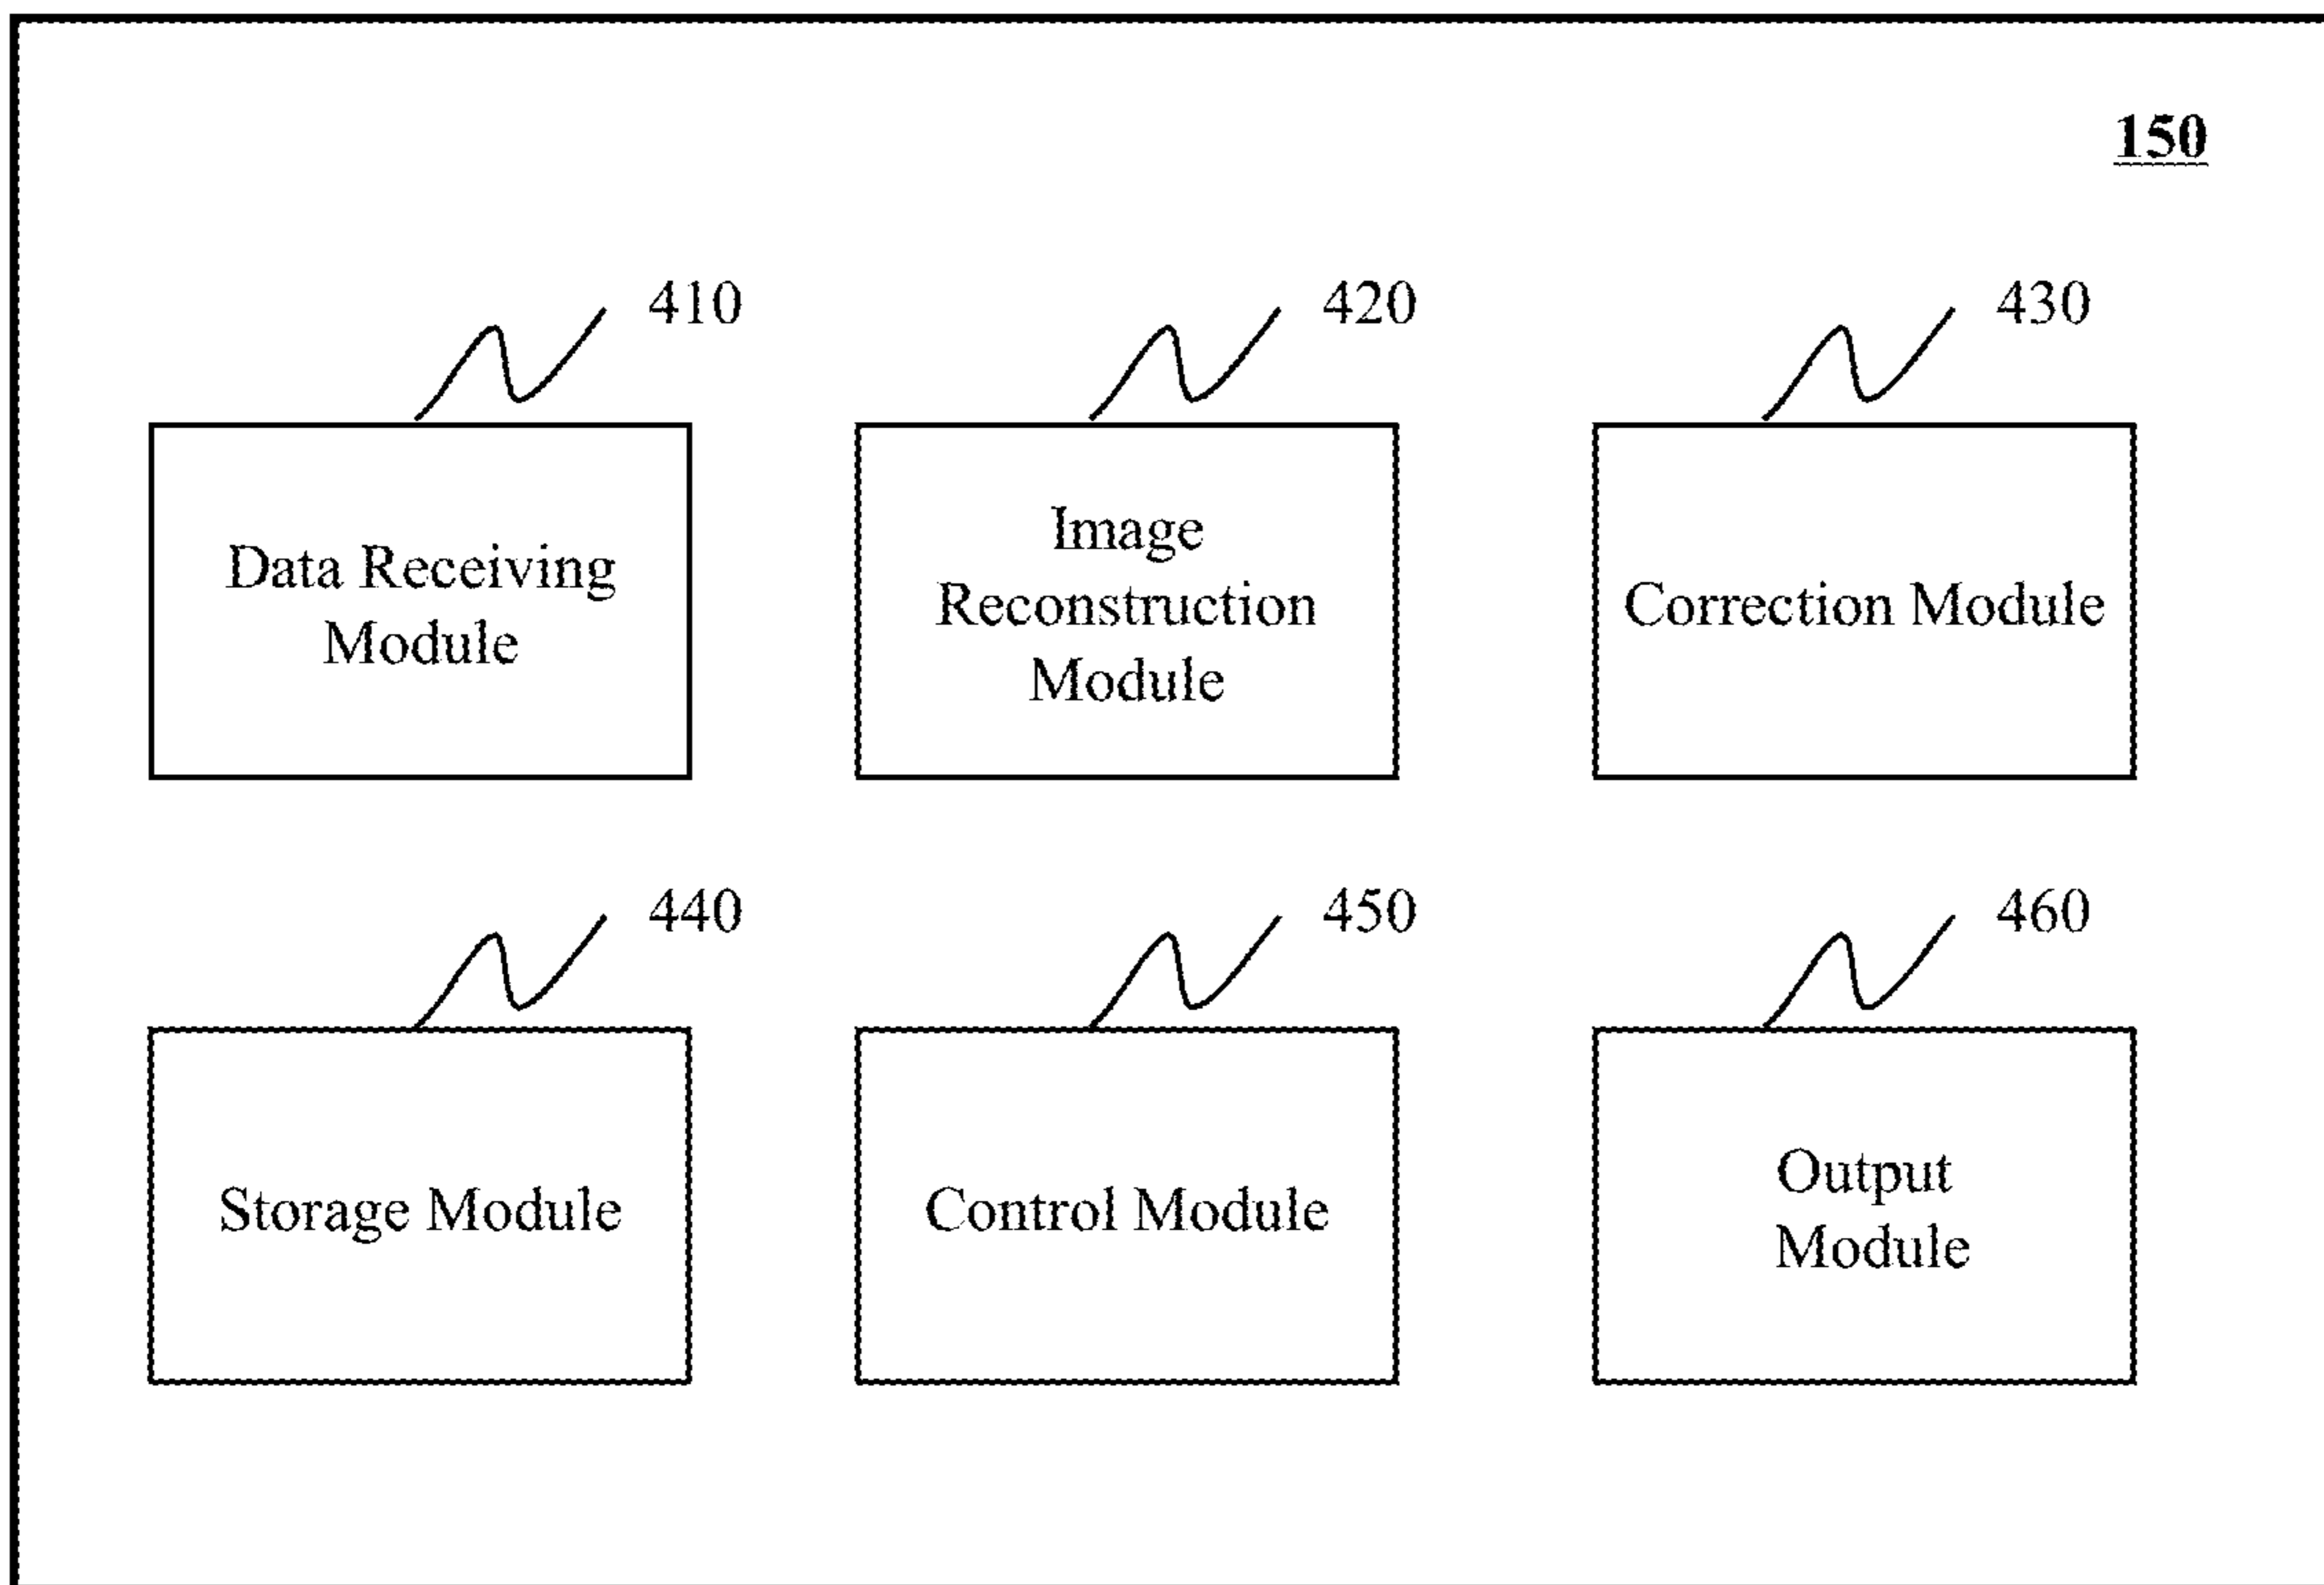 150
410
420
430
Data Receiving
Module
Image
Reconstruction
Module
Correction Module
440
450
460
Storage Module
Control Module
Output
Module